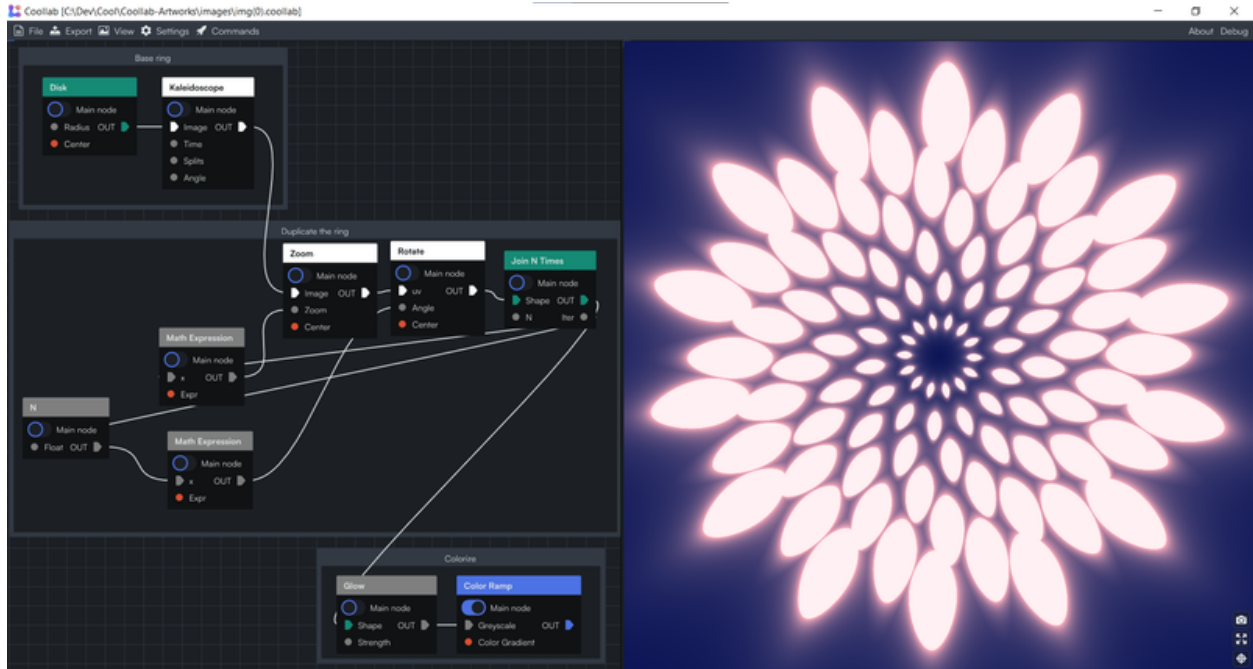 Coollab [C:\Dev\Cool\Coollab-Artworks\images\img(0).coollab]
File Export View Settings Commands About Debug
Base ring
Disk
Main node
Radius OUT
Center
Kaleidoscope
Main node
Image OUT
Time
Splits
Angle
Duplicate the ring
Zoom
Main node
Image OUT
Zoom
Center
Rotate
Main node
uv OUT
Angle
Center
Join N Times
Main node
Shape OUT
N Iter
Math Expression
Main node
x OUT
Expr
N
Main node
Float OUT
Math Expression
Main node
x OUT
Expr
Colorize
Glow
Main node
Shape OUT
Strength
Color Ramp
Main node
Greyscale OUT
Color Gradient